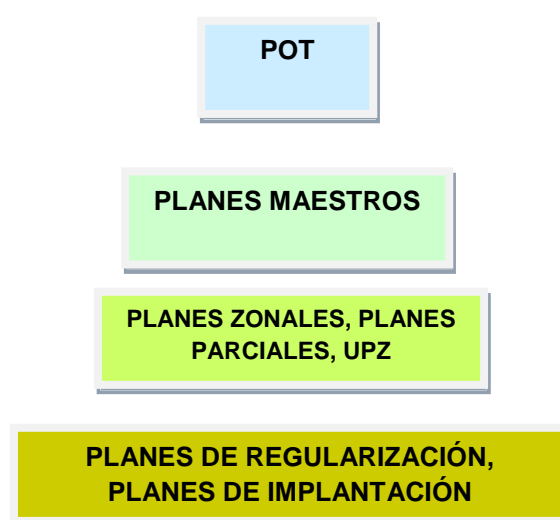 POT
PLANES MAESTROS
PLANES ZONALES, PLANES
PARCIALES, UPZ
PLANES DE REGULARIZACIÓN,
PLANES DE IMPLANTACIÓN